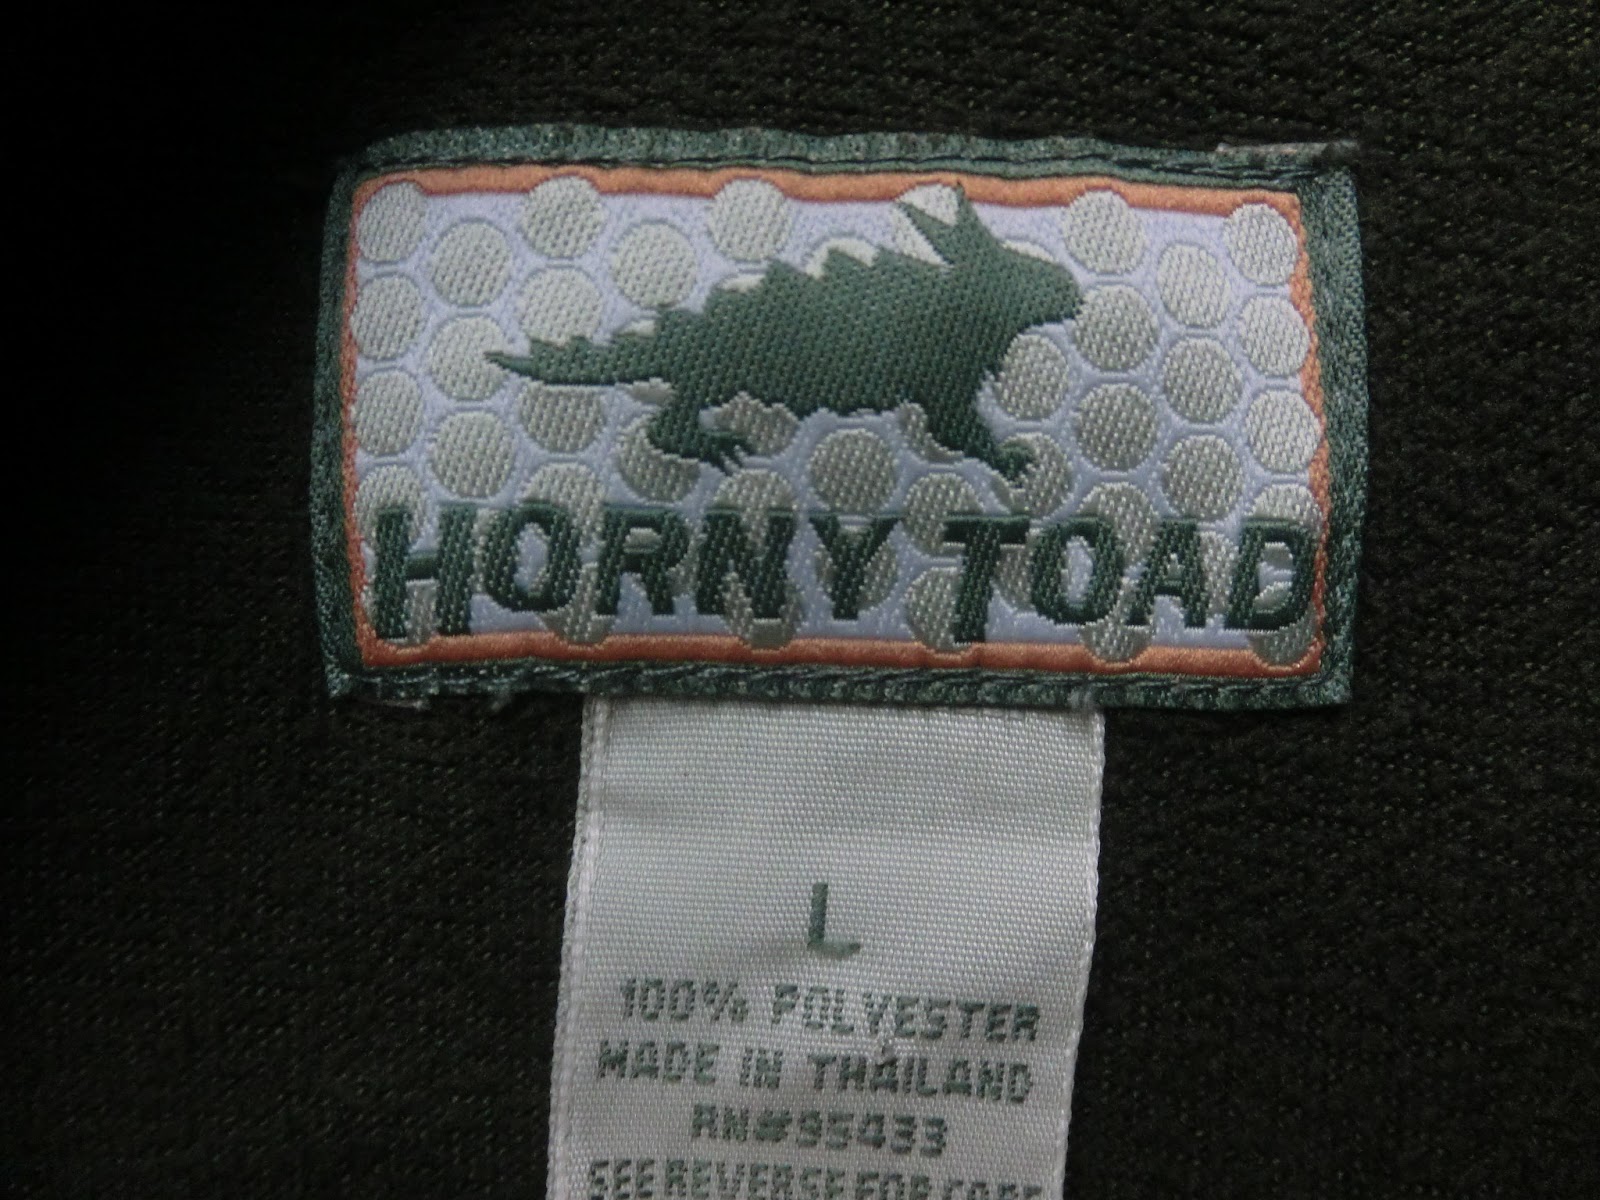 HORNY TOAD
L
100% POLYESTER
MADE IN THAILAND
RN#95433
SEE REVERSE FOR CARE